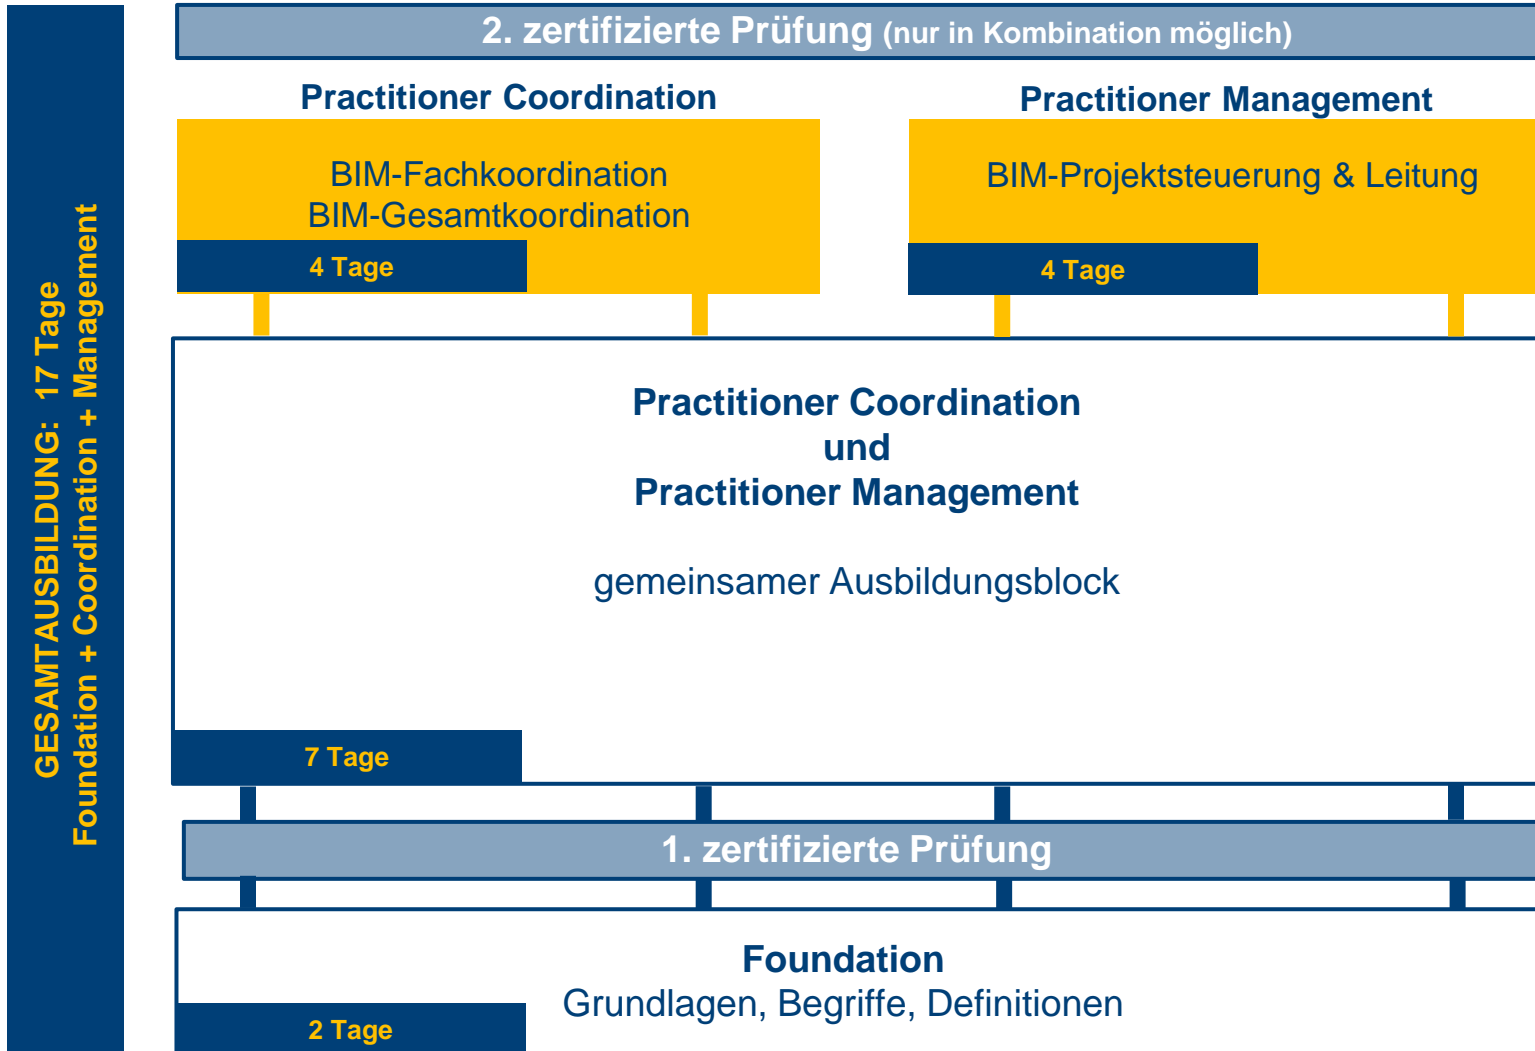 2. zertifizierte Prüfung (nur in Kombination möglich)
Practitioner Coordination
BIM-Fachkoordination
BIM-Gesamtkoordination
4 Tage
Practitioner Management
BIM-Projektsteuerung & Leitung
4 Tage
GESAMTAUSBILDUNG: 17 Tage
Foundation + Coordination + Management
Practitioner Coordination
und
Practitioner Management
gemeinsamer Ausbildungsblock
7 Tage
1. zertifizierte Prüfung
Foundation
Grundlagen, Begriffe, Definitionen
2 Tage